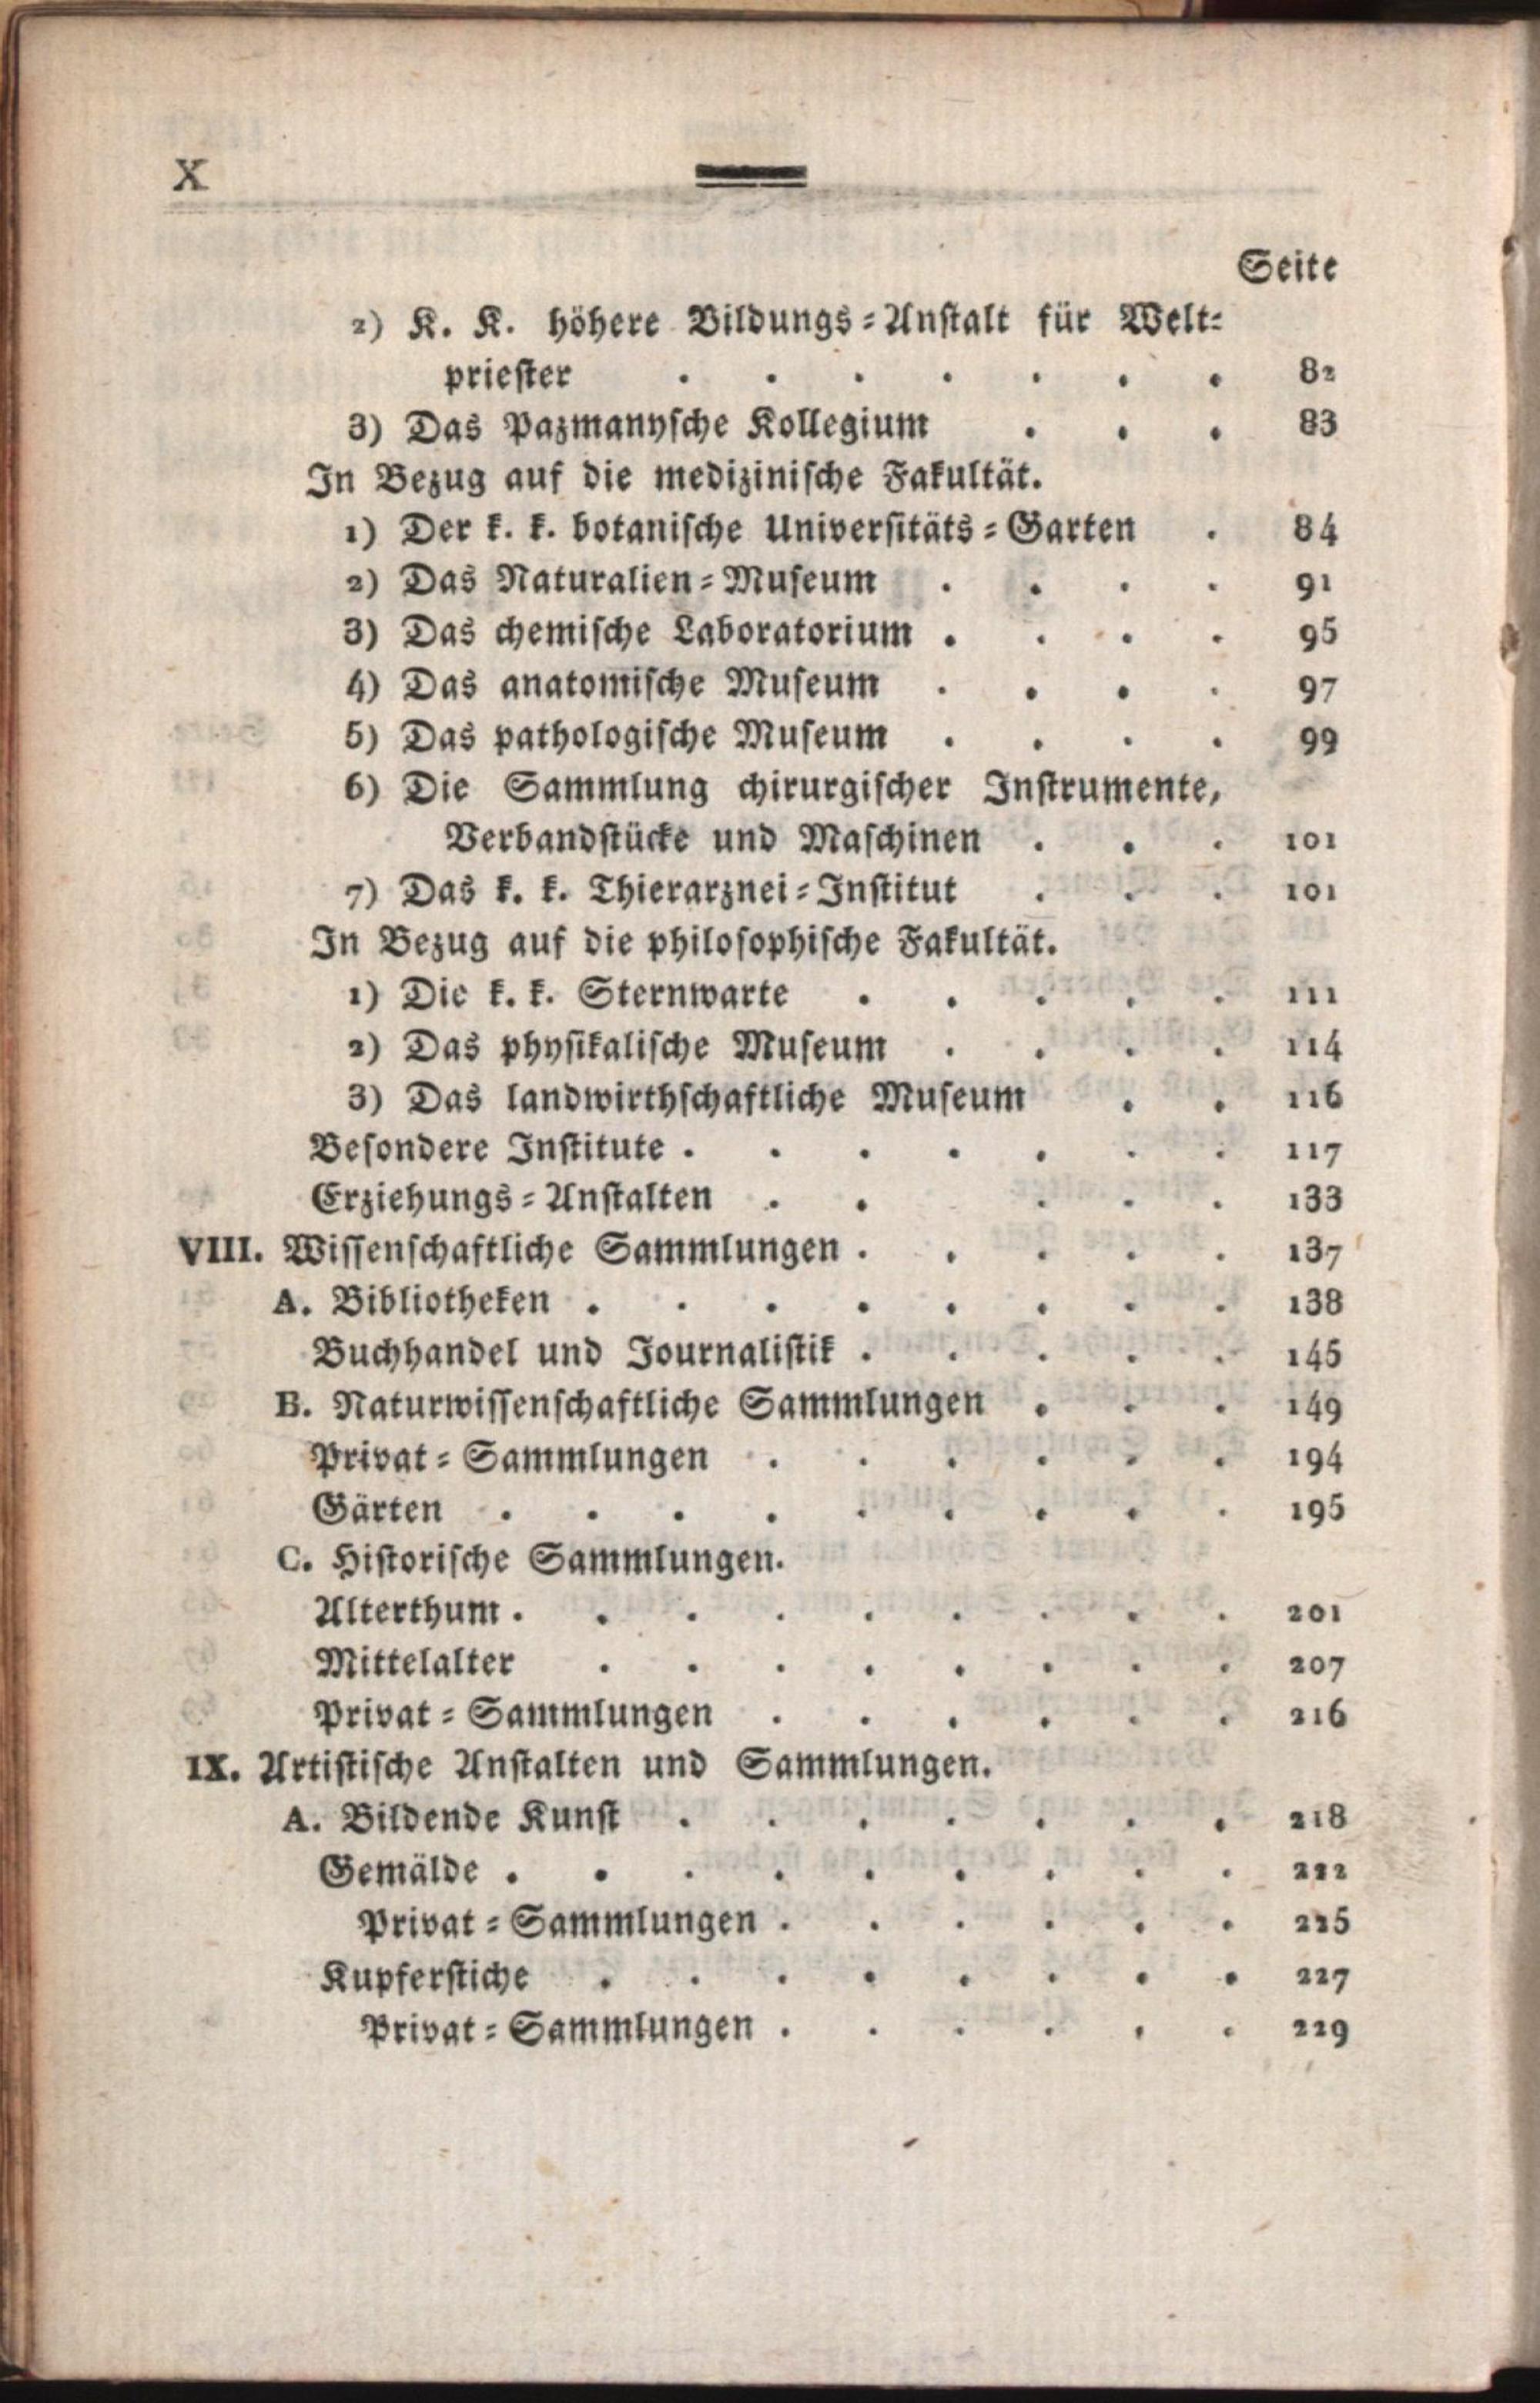 X
Seite
2) K. K. höhere Bildungs-Anstalt für Welt-
priester . . . . . . . 82
3) Das Pazmanysche Kollegium . . . 83
In Bezug auf die medizinische Fakultät.
1) Der k. k. botanische Universitäts-Garten . 84
2) Das Naturalien-Museum . . . . 91
3) Das chemische Laboratorium . . . . 95
4) Das anatomische Museum . . . . 97
5) Das pathologische Museum . . . . 99
6) Die Sammlung chirurgischer Instrumente,
Verbandstücke und Maschinen . . . 101
7) Das k. k. Thierarznei-Institut . . . 101
In Bezug auf die philosophische Fakultät.
1) Die k. k. Sternwarte . . . . . 111
2) Das physikalische Museum . . . . 114
3) Das landwirthschaftliche Museum . . 116
Besondere Institute . . . . . . . 117
Erziehungs-Anstalten . . . . . 133
VIII. Wissenschaftliche Sammlungen . . . . . 137
A. Bibliotheken . . . . . . . . 138
Buchhandel und Journalistik . . . . . 145
B. Naturwissenschaftliche Sammlungen . . . 149
Privat-Sammlungen . . . . . . 194
Gärten . . . . . . . . . 195
C. Historische Sammlungen.
Alterthum . . . . . . . . . 201
Mittelalter . . . . . . . . 207
Privat-Sammlungen . . . . . . 216
IX. Artistische Anstalten und Sammlungen.
A. Bildende Kunst . . . . . . . 218
Gemälde . . . . . . . . . 222
Privat-Sammlungen . . . . . . 225
Kupferstiche . . . . . . . . 227
Privat-Sammlungen . . . . . . 229